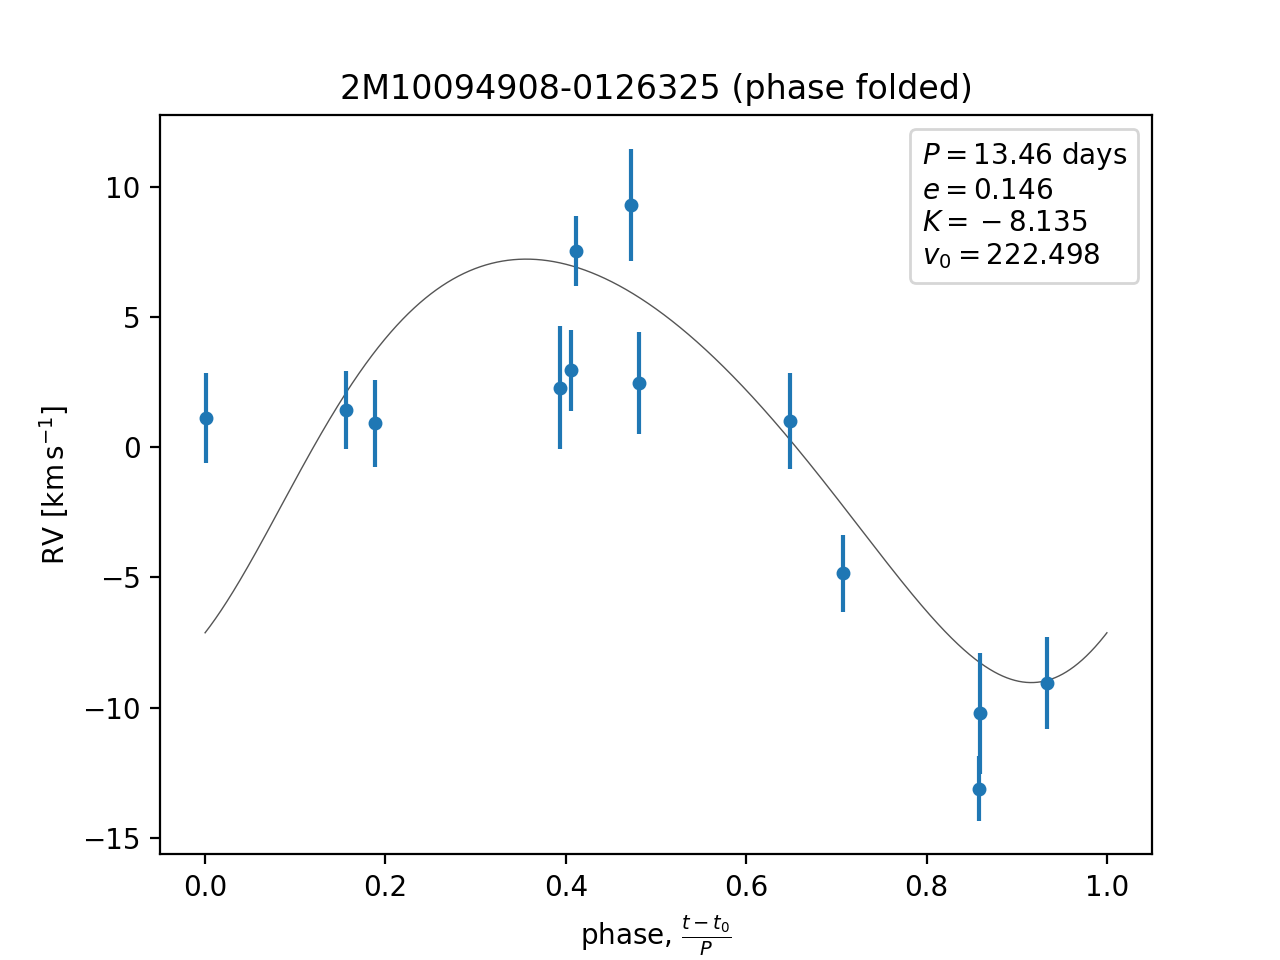 2M10094908-0126325 (phase folded)
P = 13.46 days
e = 0.146
K = −8.135
v₀ = 222.498
10
5
0
−5
−10
−15
RV [km s⁻¹]
0.0 0.2 0.4 0.6 0.8 1.0
phase, (t − t₀)/P